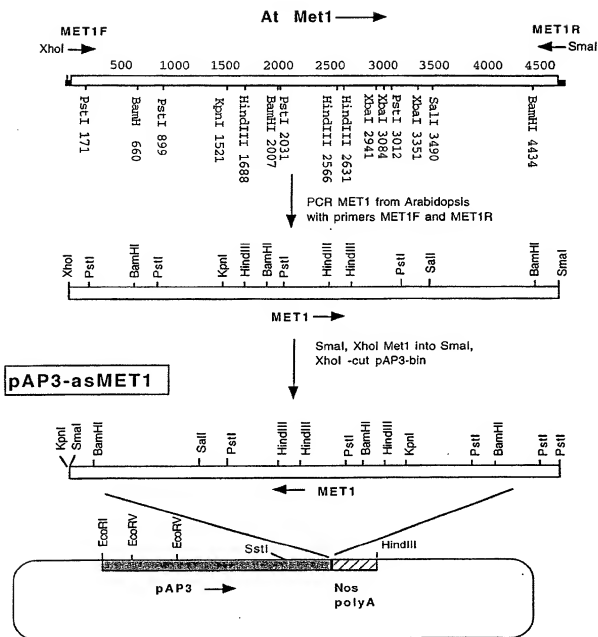 At Met1
MET1F
MET1R
XhoI
SmaI
500 1000 1500 2000 2500 3000 3500 4000 4500
PstI 171
BamH 660
PstI 899
KpnI 1521
HindIII 1688
BamHI 2007
PstI 2031
HindIII 2566
HindIII 2631
XbaI 2941
XbaI 3084
PstI 3012
XbaI 3351
SalI 3490
BamHI 4434
PCR MET1 from Arabidopsis
with primers MET1F and MET1R
XhoI
PstI
BamHI
PstI
KpnI
HindIII
BamHI
PstI
HindIII
HindIII
PstI
SalI
BamHI
SmaI
MET1
SmaI, XhoI Met1 into SmaI,
XhoI -cut pAP3-bin
pAP3-asMET1
KpnI
SmaI
BamHI
SalI
PstI
HindIII
HindIII
PstI
BamHI
HindIII
KpnI
PstI
BamHI
PstI
PstI
MET1
EcoRI
EcoRV
EcoRV
SstI
HindIII
pAP3
Nos
polyA